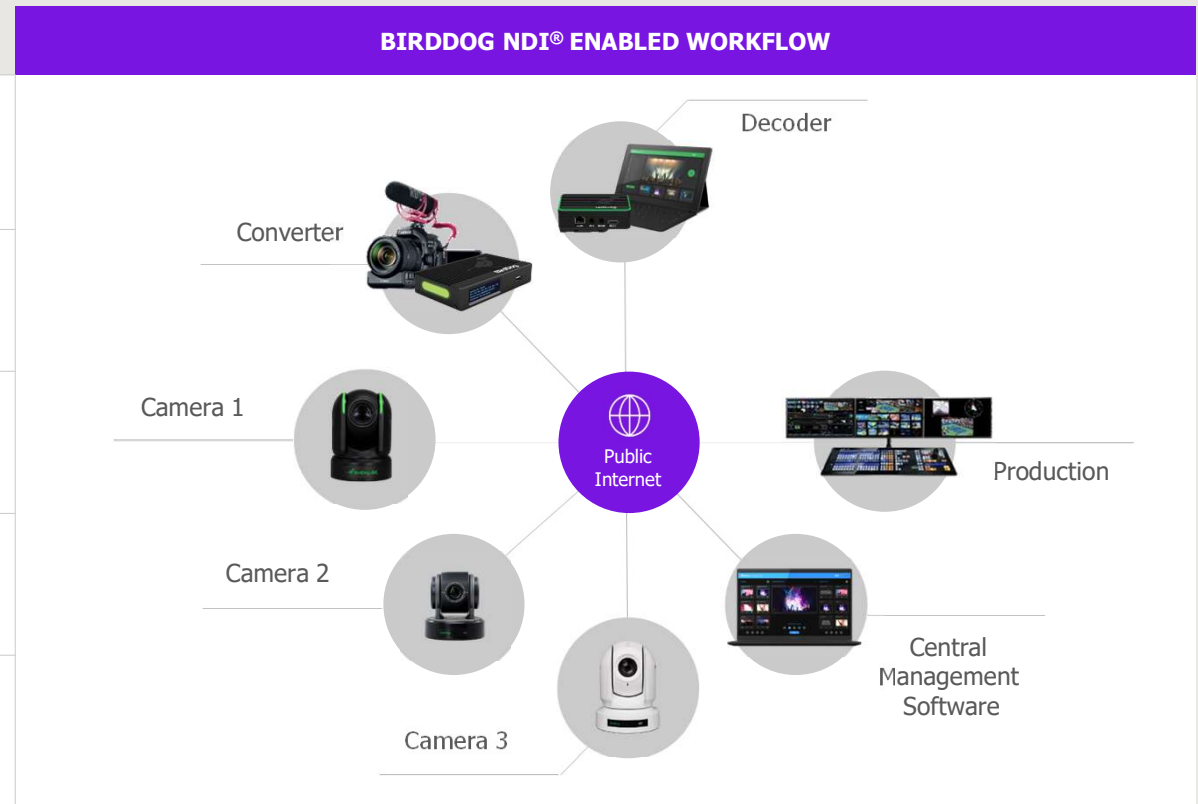 BIRDDOG NDI® ENABLED WORKFLOW
Decoder
Converter
Camera 1
Public
Internet
Production
Camera 2
Central
Management
Software
Camera 3